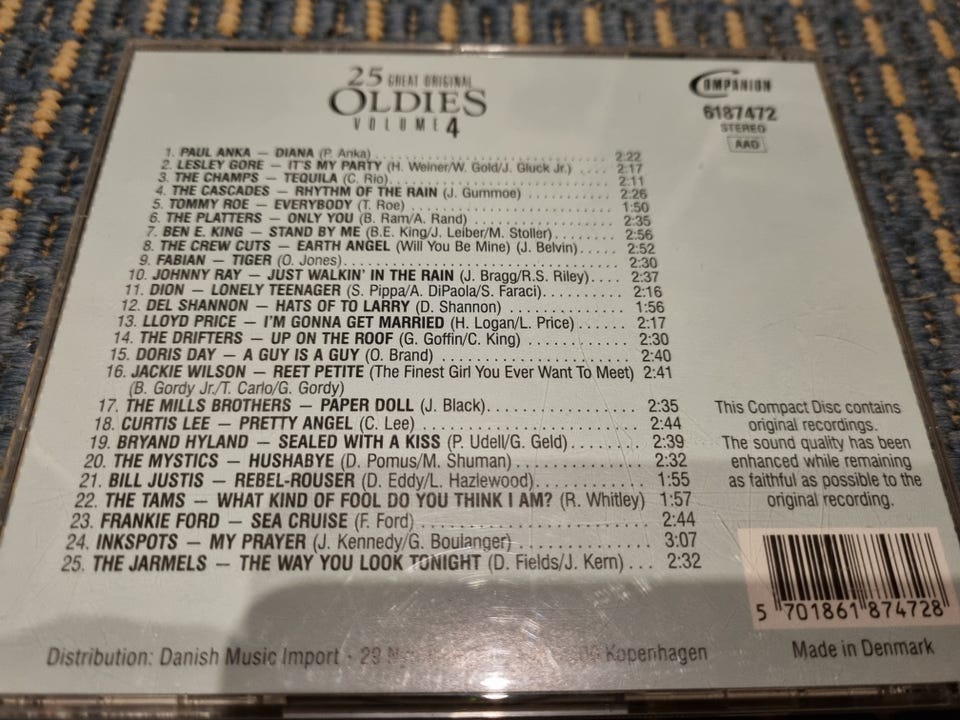 25 GREAT ORIGINAL
OLDIES
VOLUME 4
COMPANION
6187472
STEREO
AAD
1. PAUL ANKA — DIANA (P. Anka) 2:22
2. LESLEY GORE — IT'S MY PARTY (H. Weiner/W. Gold/J. Gluck Jr.) .... 2:17
3. THE CHAMPS — TEQUILA (C. Rio) 2:11
4. THE CASCADES — RHYTHM OF THE RAIN (J. Gummoe) 2:26
5. TOMMY ROE — EVERYBODY (T. Roe) 1:50
6. THE PLATTERS — ONLY YOU (B. Ram/A. Rand) 2:35
7. BEN E. KING — STAND BY ME (B.E. King/J. Leiber/M. Stoller) 2:56
8. THE CREW CUTS — EARTH ANGEL (Will You Be Mine) (J. Belvin) 2:52
9. FABIAN — TIGER (O. Jones) 2:30
10. JOHNNY RAY — JUST WALKIN' IN THE RAIN (J. Bragg/R.S. Riley) 2:37
11. DION — LONELY TEENAGER (S. Pippa/A. DiPaola/S. Faraci) 2:16
12. DEL SHANNON — HATS OF TO LARRY (D. Shannon) 1:56
13. LLOYD PRICE — I'M GONNA GET MARRIED (H. Logan/L. Price) 2:17
14. THE DRIFTERS — UP ON THE ROOF (G. Goffin/C. King) 2:30
15. DORIS DAY — A GUY IS A GUY (O. Brand) 2:40
16. JACKIE WILSON — REET PETITE (The Finest Girl You Ever Want To Meet) 2:41
(B. Gordy Jr./T. Carlo/G. Gordy)
17. THE MILLS BROTHERS — PAPER DOLL (J. Black) 2:35
18. CURTIS LEE — PRETTY ANGEL (C. Lee) 2:44
19. BRYAND HYLAND — SEALED WITH A KISS (P. Udell/G. Geld) 2:39
20. THE MYSTICS — HUSHABYE (D. Pomus/M. Shuman) 2:32
21. BILL JUSTIS — REBEL-ROUSER (D. Eddy/L. Hazlewood) 1:55
22. THE TAMS — WHAT KIND OF FOOL DO YOU THINK I AM? (R. Whitley) 1:57
23. FRANKIE FORD — SEA CRUISE (F. Ford) 2:44
24. INKSPOTS — MY PRAYER (J. Kennedy/G. Boulanger) 3:07
25. THE JARMELS — THE WAY YOU LOOK TONIGHT (D. Fields/J. Kern) ... 2:32
This Compact Disc contains
original recordings.
The sound quality has been
enhanced while remaining
as faithful as possible to the
original recording.
5 701861 874728
Distribution: Danish Music Import · 29 Kopenhagen
Made in Denmark